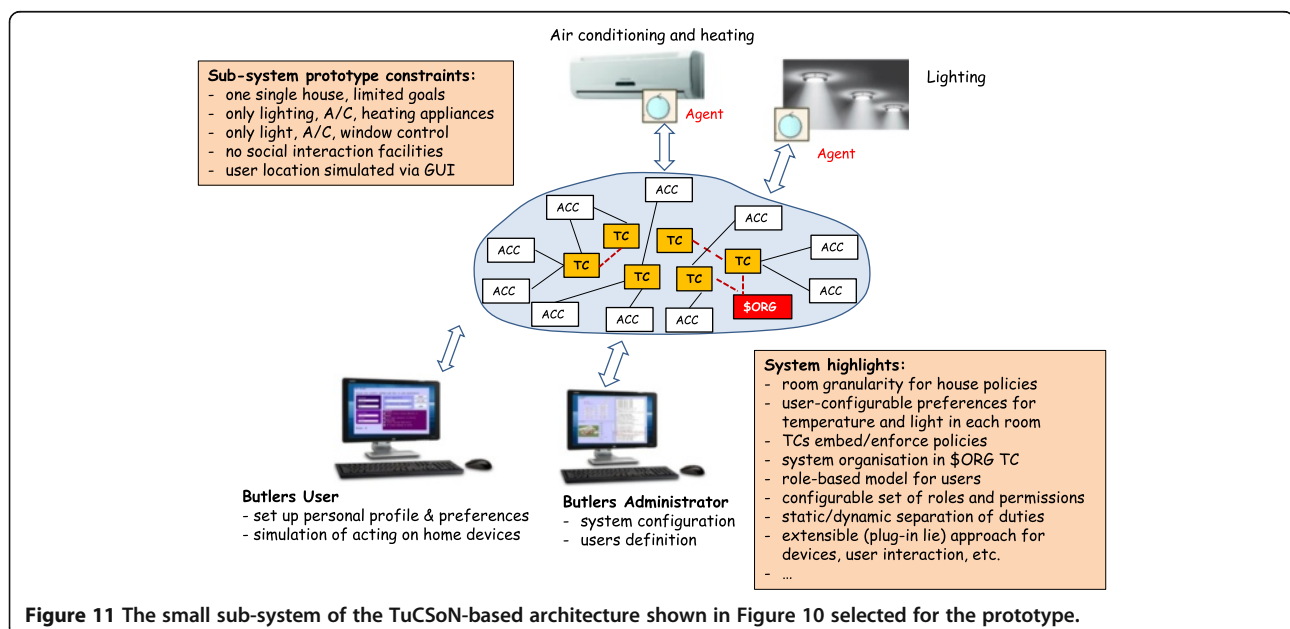 Air conditioning and heating
Sub-system prototype constraints:
- one single house, limited goals
- only lighting, A/C, heating appliances
- only light, A/C, window control
- no social interaction facilities
- user location simulated via GUI
Agent
Lighting
Agent
ACC
ACC
ACC
TC
TC
ACC
ACC
TC
TC
ACC
TC
TC
ACC
ACC
ACC
ACC
ACC
$ORG
System highlights:
- room granularity for house policies
- user-configurable preferences for
temperature and light in each room
- TCs embed/enforce policies
- system organisation in $ORG TC
- role-based model for users
- configurable set of roles and permissions
- static/dynamic separation of duties
- extensible (plug-in lie) approach for
devices, user interaction, etc.
- …
Butlers User
- set up personal profile & preferences
- simulation of acting on home devices
Butlers Administrator
- system configuration
- users definition
Figure 11 The small sub-system of the TuCSoN-based architecture shown in Figure 10 selected for the prototype.